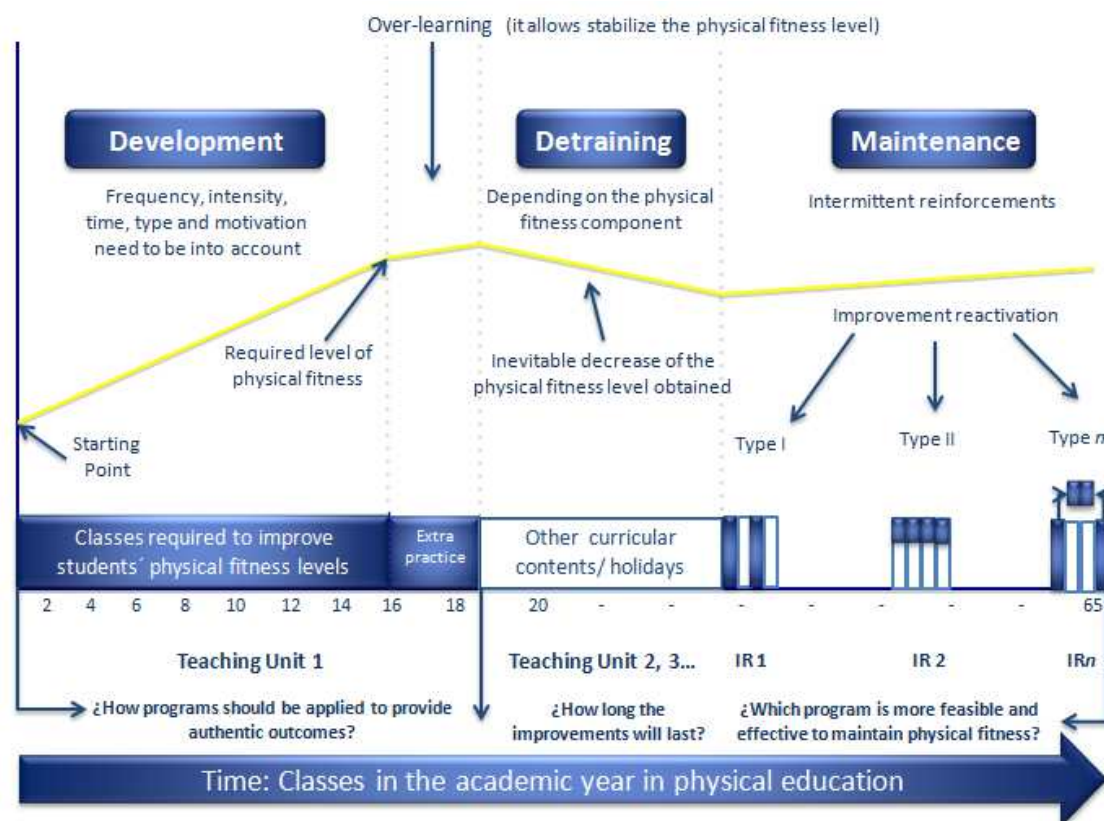 Over-learning (it allows stabilize the physical fitness level)
Development
Frequency, intensity,
time, type and motivation
need to be into account
Detraining
Depending on the physical
fitness component
Maintenance
Intermittent reinforcements
Required level of
physical fitness
Inevitable decrease of the
physical fitness level obtained
Improvement reactivation
Starting
Point
Type I
Type II
Type n
Classes required to improve
students´ physical fitness levels
Extra
practice
Other curricular
contents/ holidays
2 4 6 8 10 12 14 16 18 20 - - - - - - - 65
Teaching Unit 1
Teaching Unit 2, 3...
IR 1
IR 2
IRn
¿How programs should be applied to provide
authentic outcomes?
¿How long the
improvements will last?
¿Which program is more feasible and
effective to maintain physical fitness?
Time: Classes in the academic year in physical education